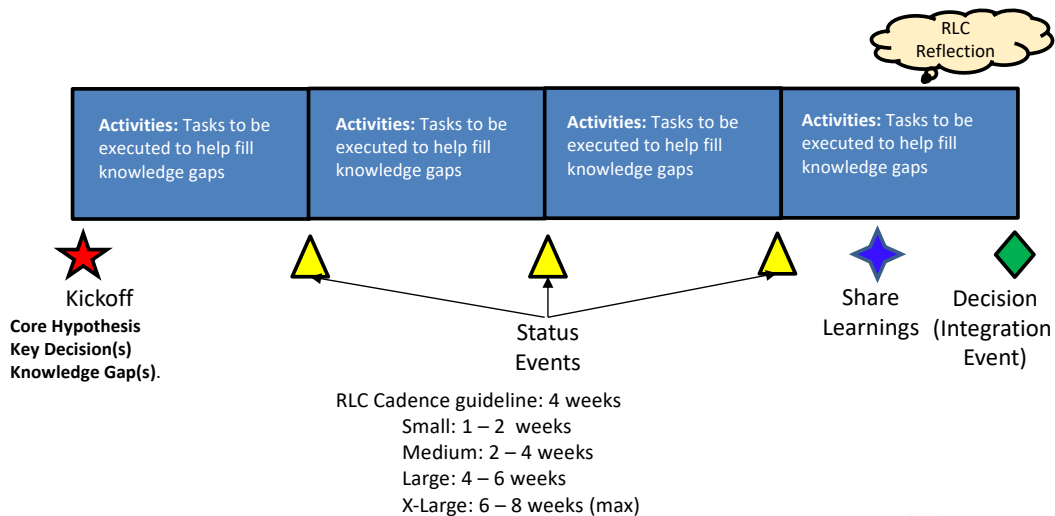 RLC
Reflection
Activities: Tasks to be
executed to help fill
knowledge gaps
Activities: Tasks to be
executed to help fill
knowledge gaps
Activities: Tasks to be
executed to help fill
knowledge gaps
Activities: Tasks to be
executed to help fill
knowledge gaps
Kickoff
Core Hypothesis
Key Decision(s)
Knowledge Gap(s).
Status
Events
Share
Learnings
Decision
(Integration
Event)
RLC Cadence guideline: 4 weeks
Small: 1 – 2 weeks
Medium: 2 – 4 weeks
Large: 4 – 6 weeks
X-Large: 6 – 8 weeks (max)